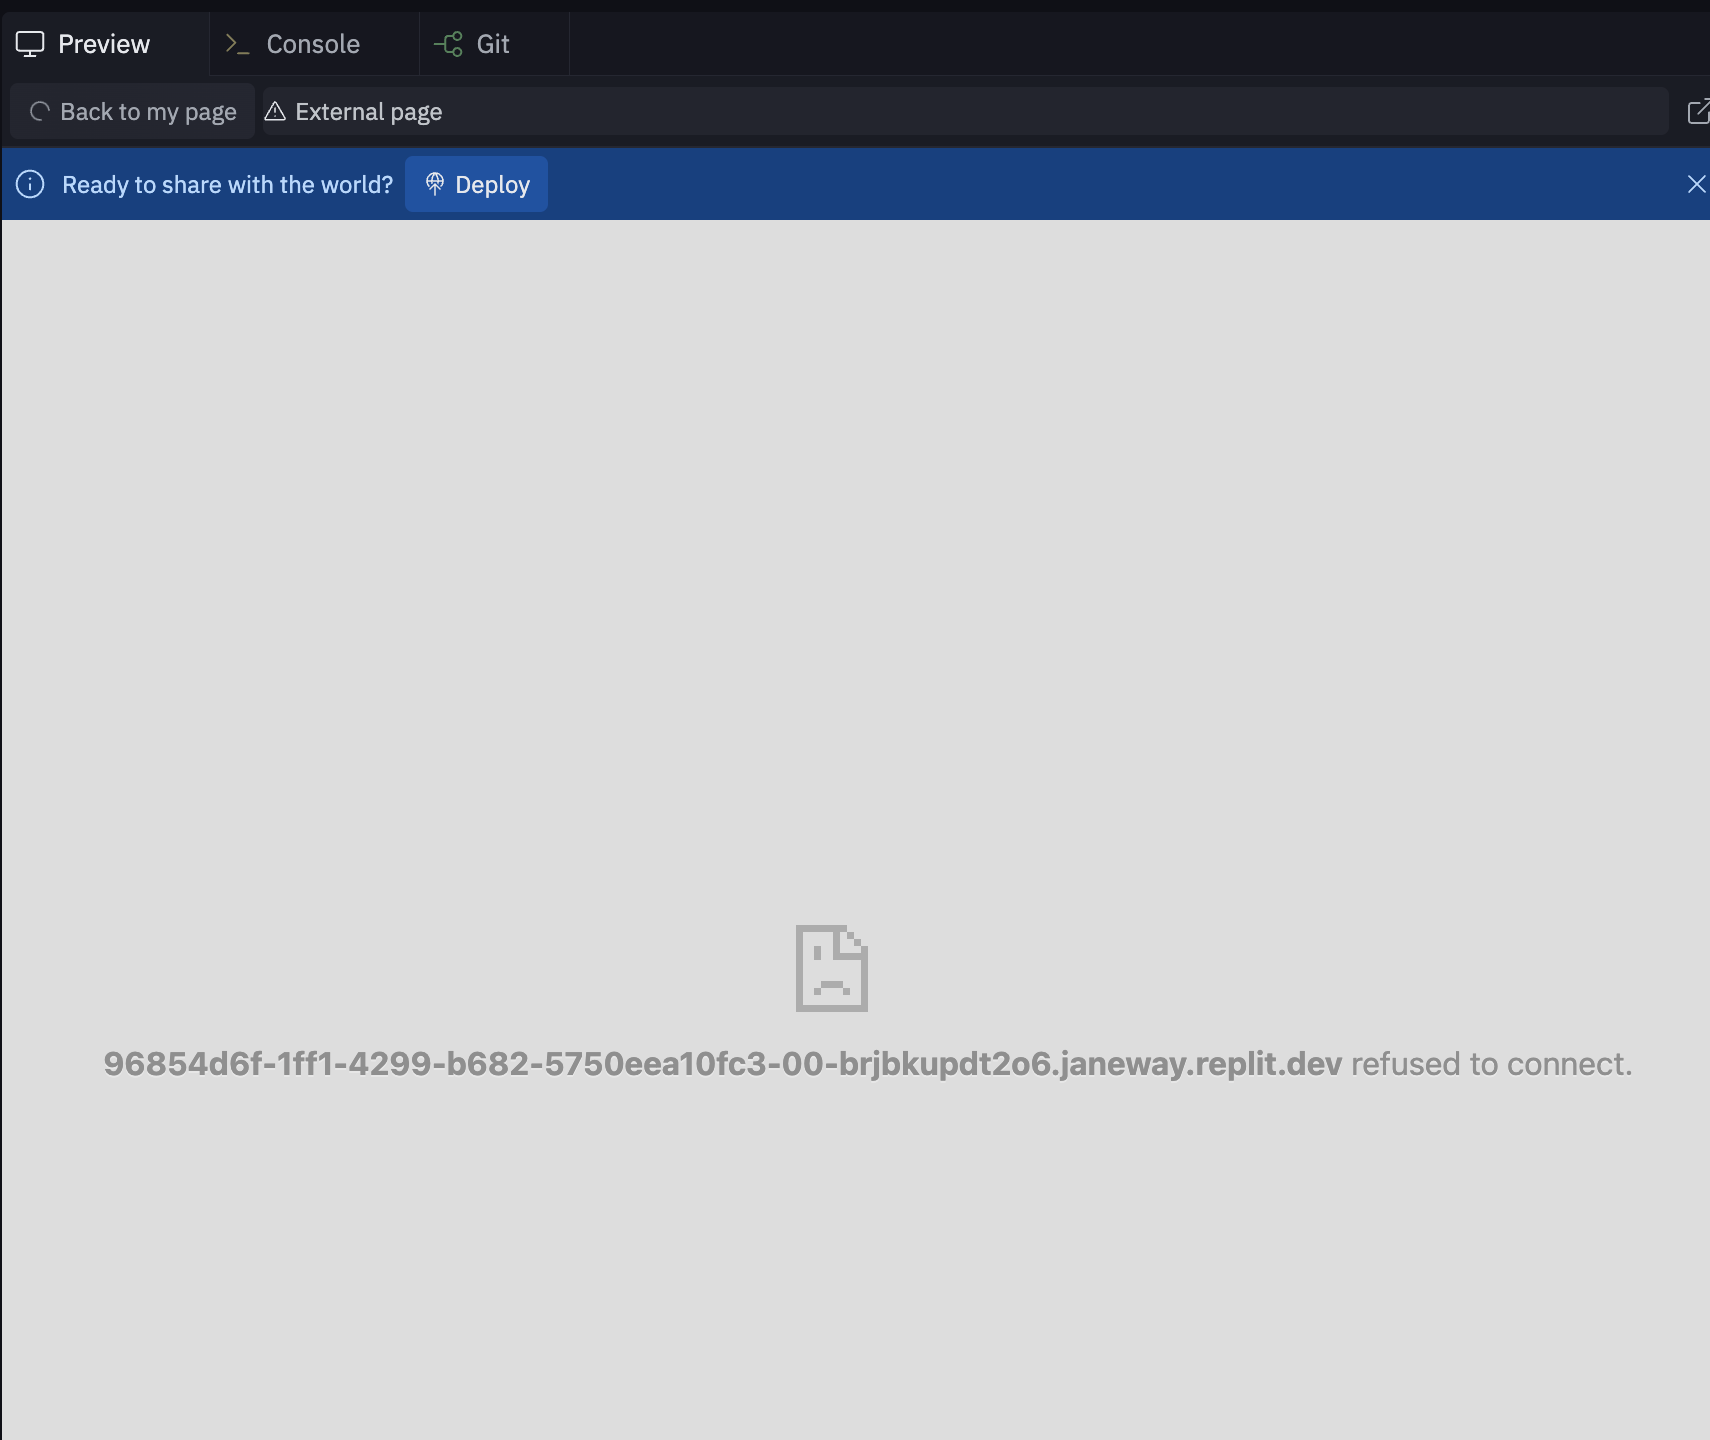 Preview Console Git
Back to my page External page
Ready to share with the world? Deploy
96854d6f-1ff1-4299-b682-5750eea10fc3-00-brjbkupdt2o6.janeway.replit.dev refused to connect.